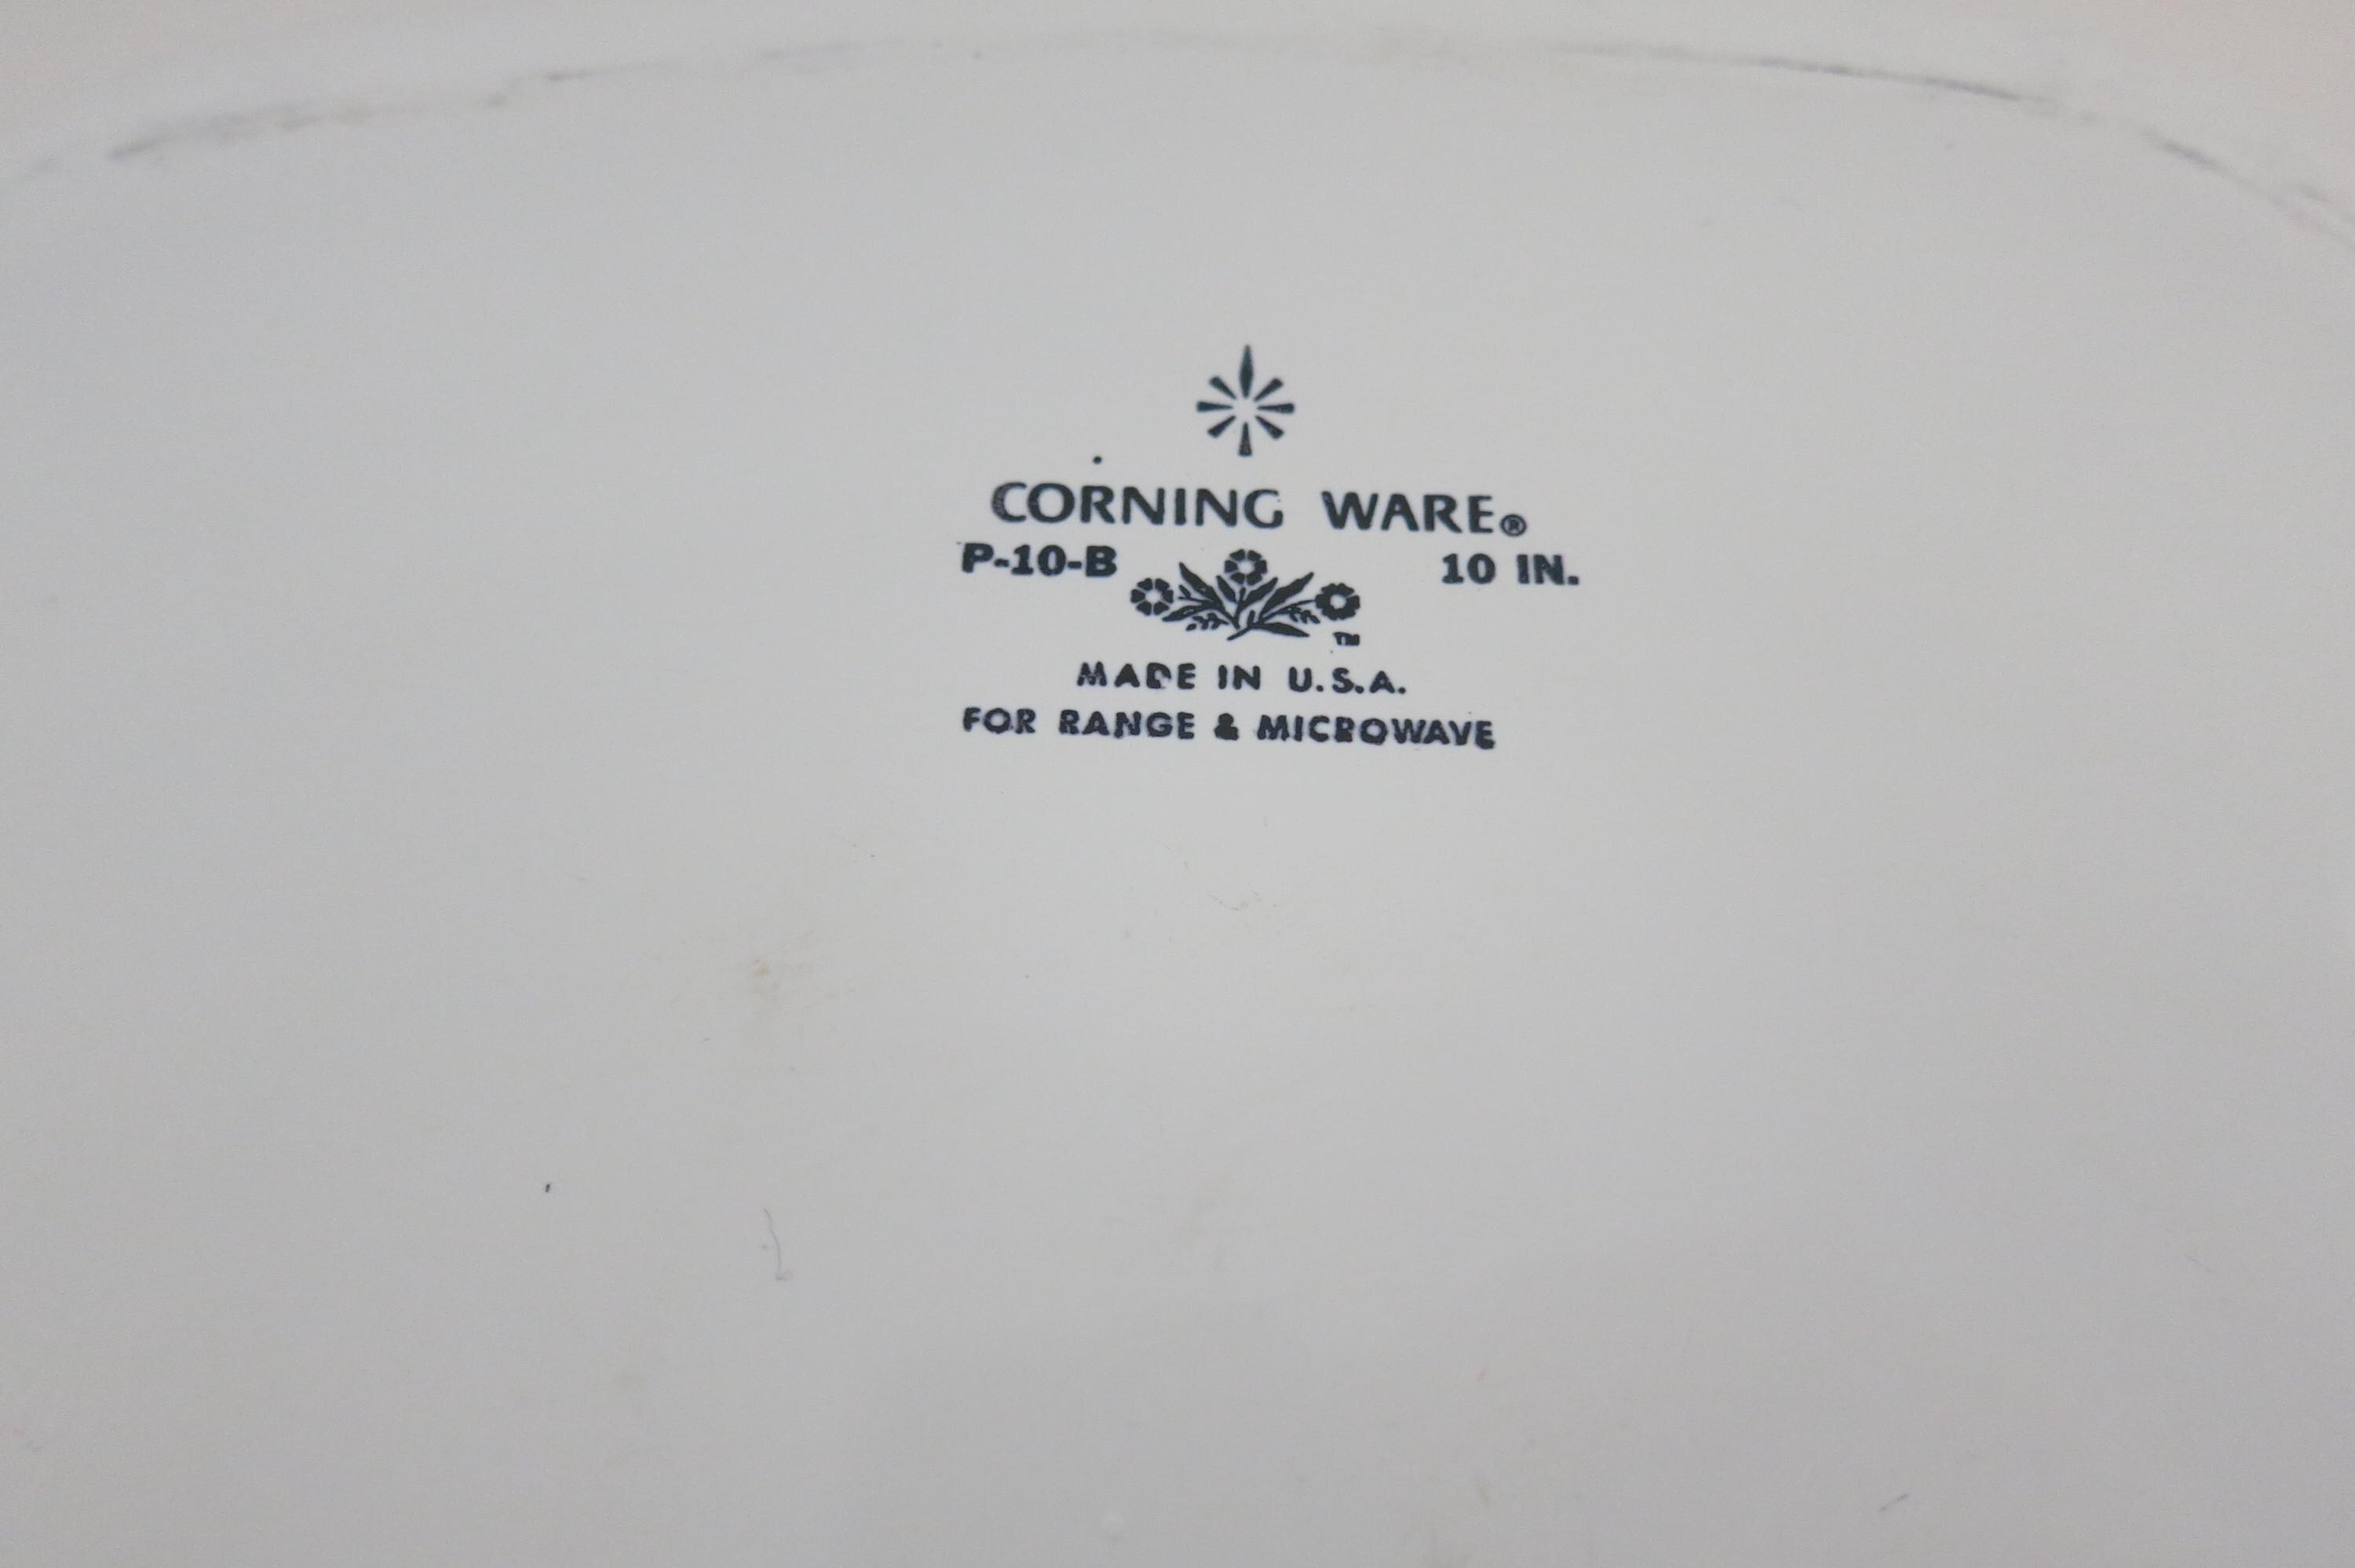 CORNING WARE®
P-10-B 10 IN.
TM
MADE IN U.S.A.
FOR RANGE & MICROWAVE